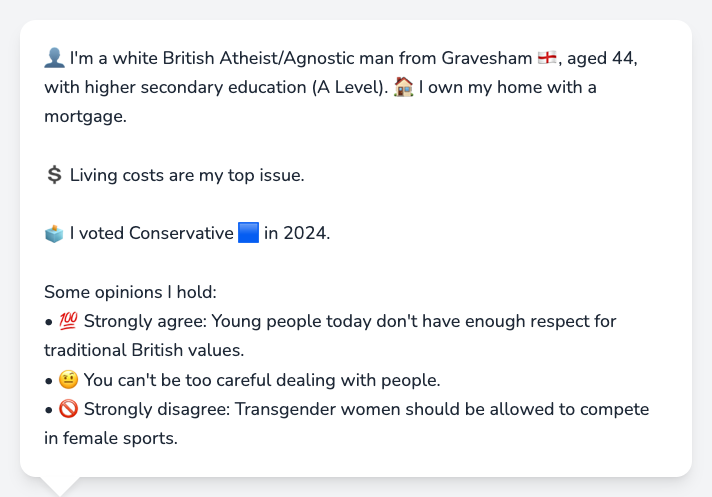 👤 I'm a white British Atheist/Agnostic man from Gravesham 🏴󠁧󠁢󠁥󠁮󠁧󠁿, aged 44,
with higher secondary education (A Level). 🏠 I own my home with a
mortgage.
💲 Living costs are my top issue.
🗳️ I voted Conservative 🟦 in 2024.
Some opinions I hold:
• 💯 Strongly agree: Young people today don't have enough respect for
traditional British values.
• 🤨 You can't be too careful dealing with people.
• 🚫 Strongly disagree: Transgender women should be allowed to compete
in female sports.